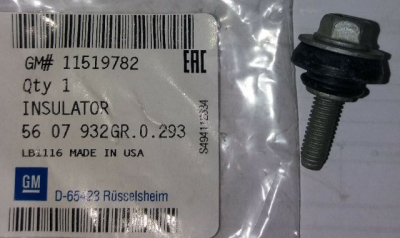 GM# 11519782
EAC
Qty 1
INSULATOR
56 07 932GR.0.293
LB1116 MADE IN USA
GM
D-65423 Rüsselsheim